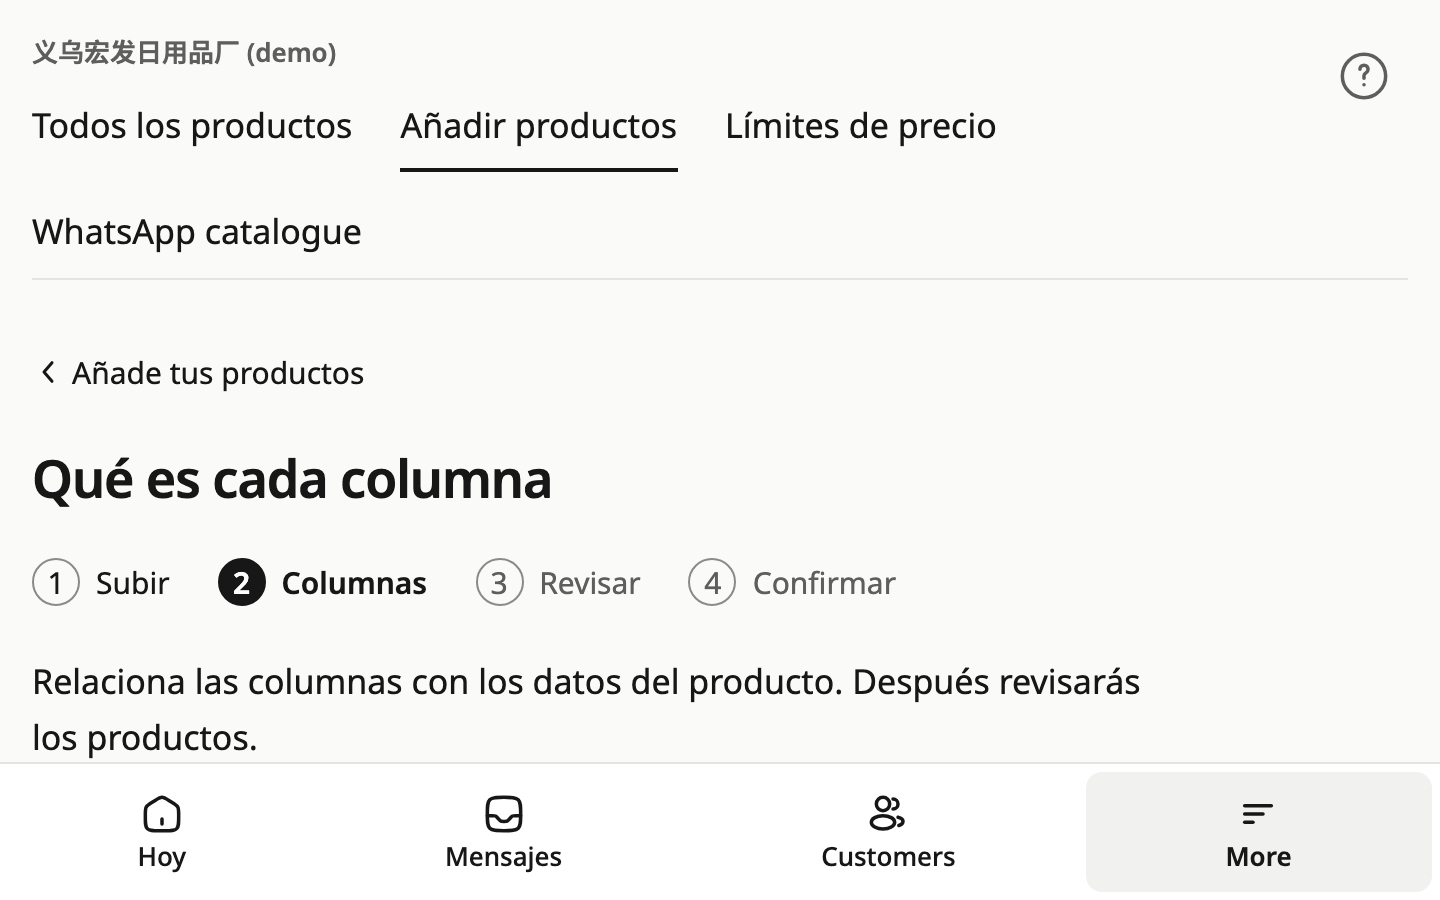 义乌宏发日用品厂 (demo)
?
Todos los productos
Añadir productos
Límites de precio
WhatsApp catalogue
Añade tus productos
Qué es cada columna
1 Subir
2 Columnas
3 Revisar
4 Confirmar
Relaciona las columnas con los datos del producto. Después revisarás
los productos.
Hoy
Mensajes
Customers
More